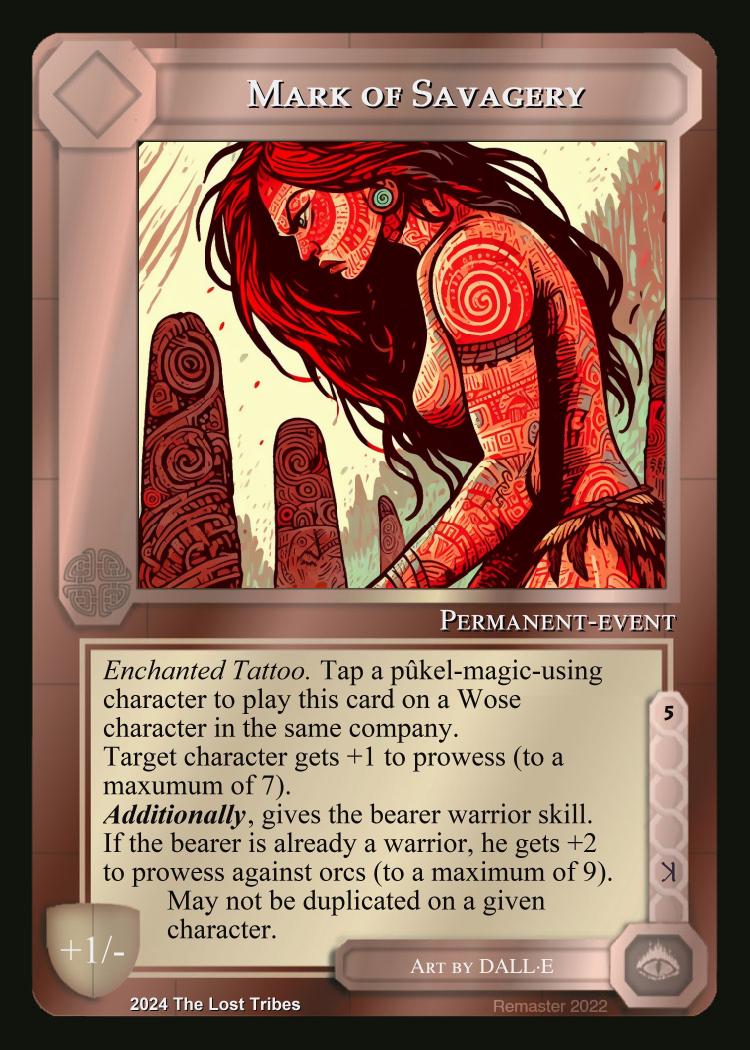 Mark of Savagery
Permanent-event
Enchanted Tattoo. Tap a pûkel-magic-using
character to play this card on a Wose
character in the same company.
Target character gets +1 to prowess (to a
maxumum of 7).
Additionally, gives the bearer warrior skill.
If the bearer is already a warrior, he gets +2
to prowess against orcs (to a maximum of 9).
May not be duplicated on a given
character.
5
+1/-
Art by DALL·E
2024 The Lost Tribes
Remaster 2022